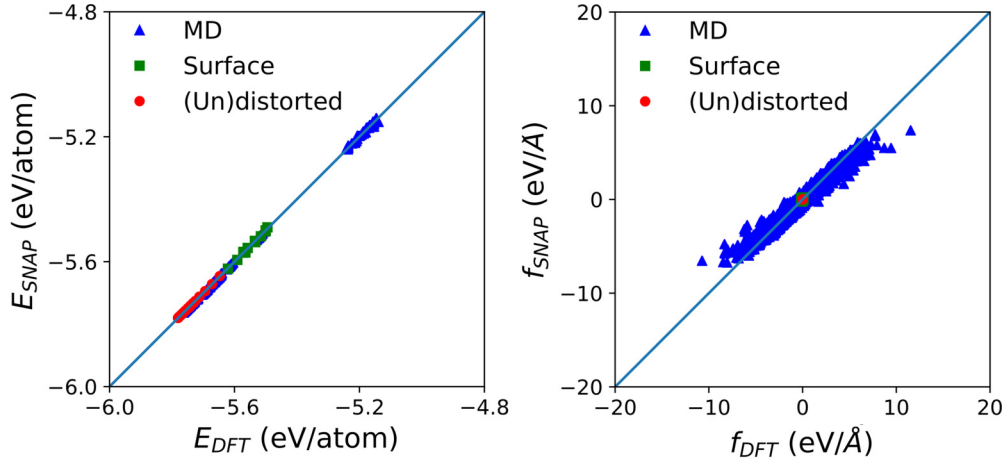 −4.8
−5.2
−5.6
−6.0
E_SNAP (eV/atom)
MD
Surface
(Un)distorted
−6.0
−5.6
−5.2
−4.8
E_DFT (eV/atom)
20
10
0
−10
−20
f_SNAP (eV/Å)
MD
Surface
(Un)distorted
−20
−10
0
10
20
f_DFT (eV/Å)